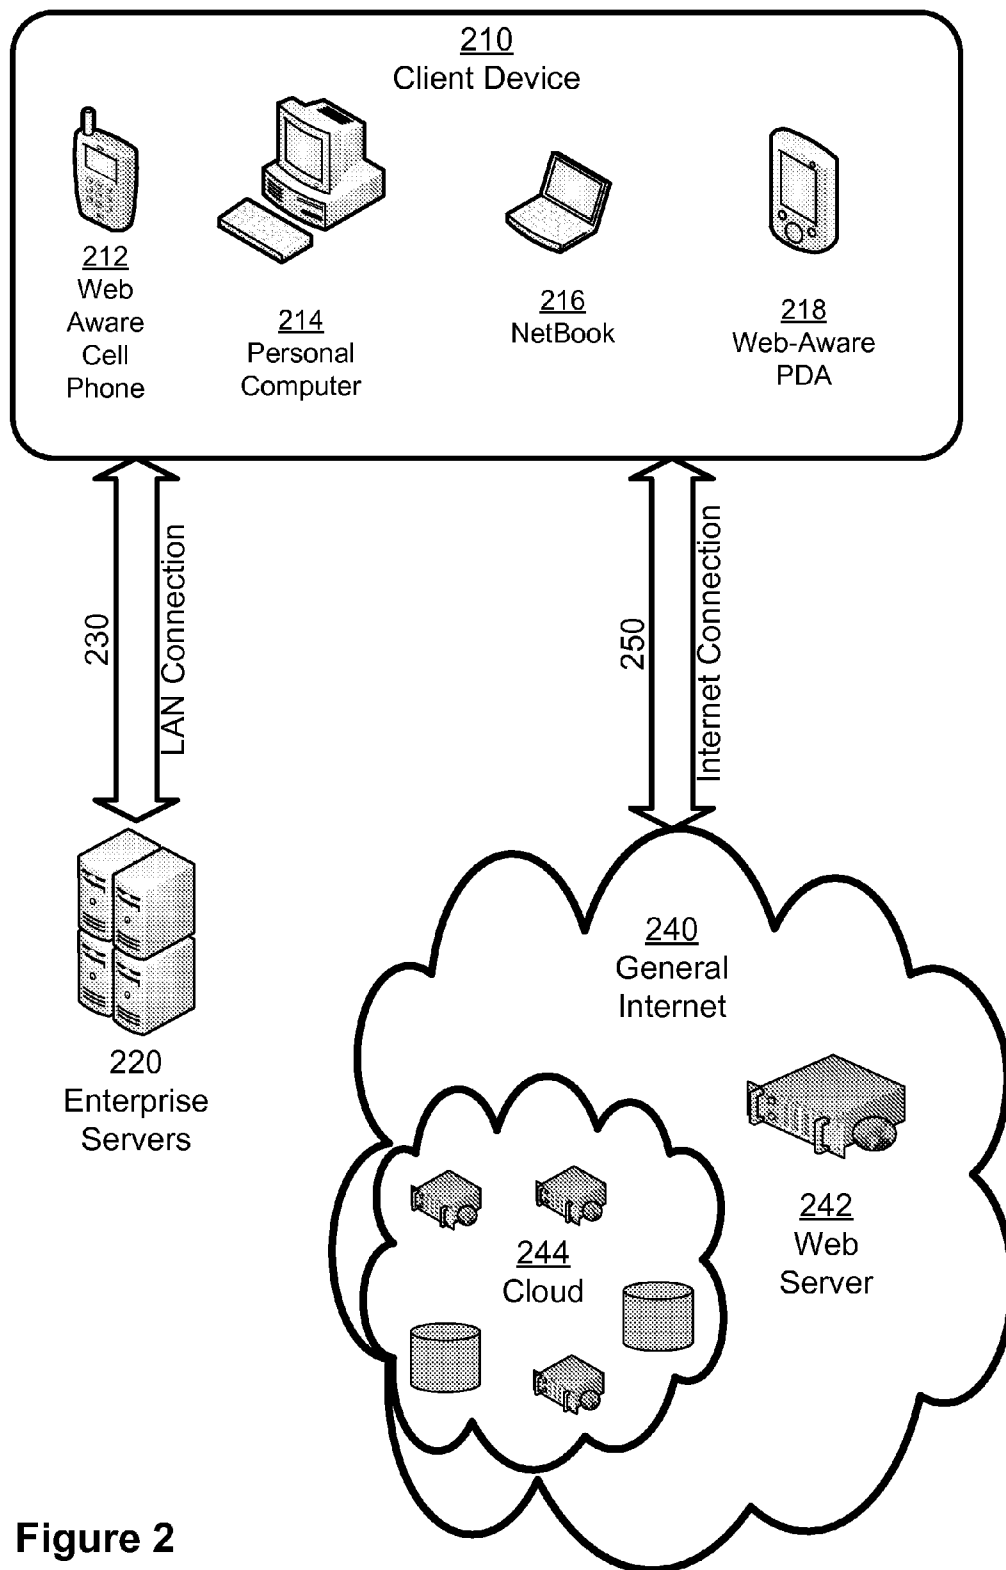 210
Client Device
212
Web
Aware
Cell
Phone
214
Personal
Computer
216
NetBook
218
Web-Aware
PDA
230
LAN Connection
250
Internet Connection
220
Enterprise
Servers
240
General
Internet
242
Web
Server
244
Cloud
Figure 2